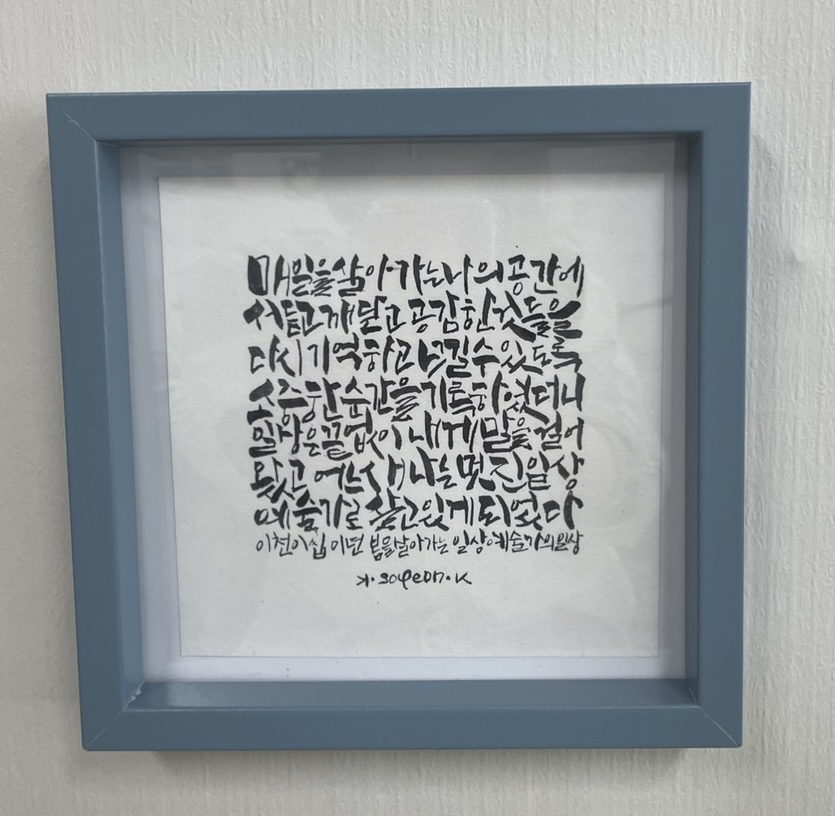 매일을살아가는나의공간에
서듣고깨닫고공감한것들을
다시기억하고느낄수있도록
소중한순간을기록하였더니
일상은끝없이내게말을걸어
왔고 어느새나는멋진일상
예술가로 살고있게되었다
이천이십 이년 봄을살아가는 일상예술가의일상
k·soyeon·k